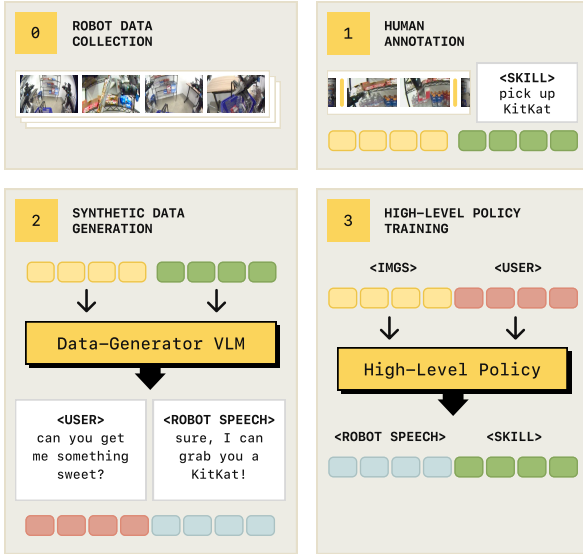 0
ROBOT DATA
COLLECTION
1
HUMAN
ANNOTATION
<SKILL>
pick up
KitKat
2
SYNTHETIC DATA
GENERATION
Data-Generator VLM
<USER>
can you get
me something
sweet?
<ROBOT SPEECH>
sure, I can
grab you a
KitKat!
3
HIGH-LEVEL POLICY
TRAINING
<IMGS>
<USER>
High-Level Policy
<ROBOT SPEECH>
<SKILL>